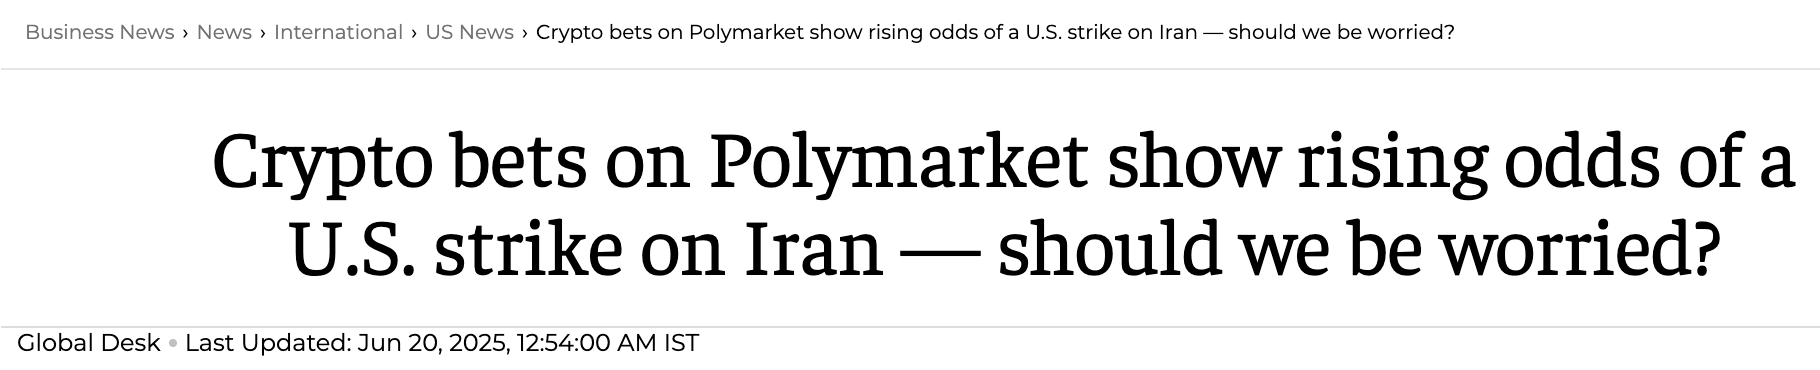 Business News › News › International › US News › Crypto bets on Polymarket show rising odds of a U.S. strike on Iran — should we be worried?
Crypto bets on Polymarket show rising odds of a
U.S. strike on Iran — should we be worried?
Global Desk • Last Updated: Jun 20, 2025, 12:54:00 AM IST